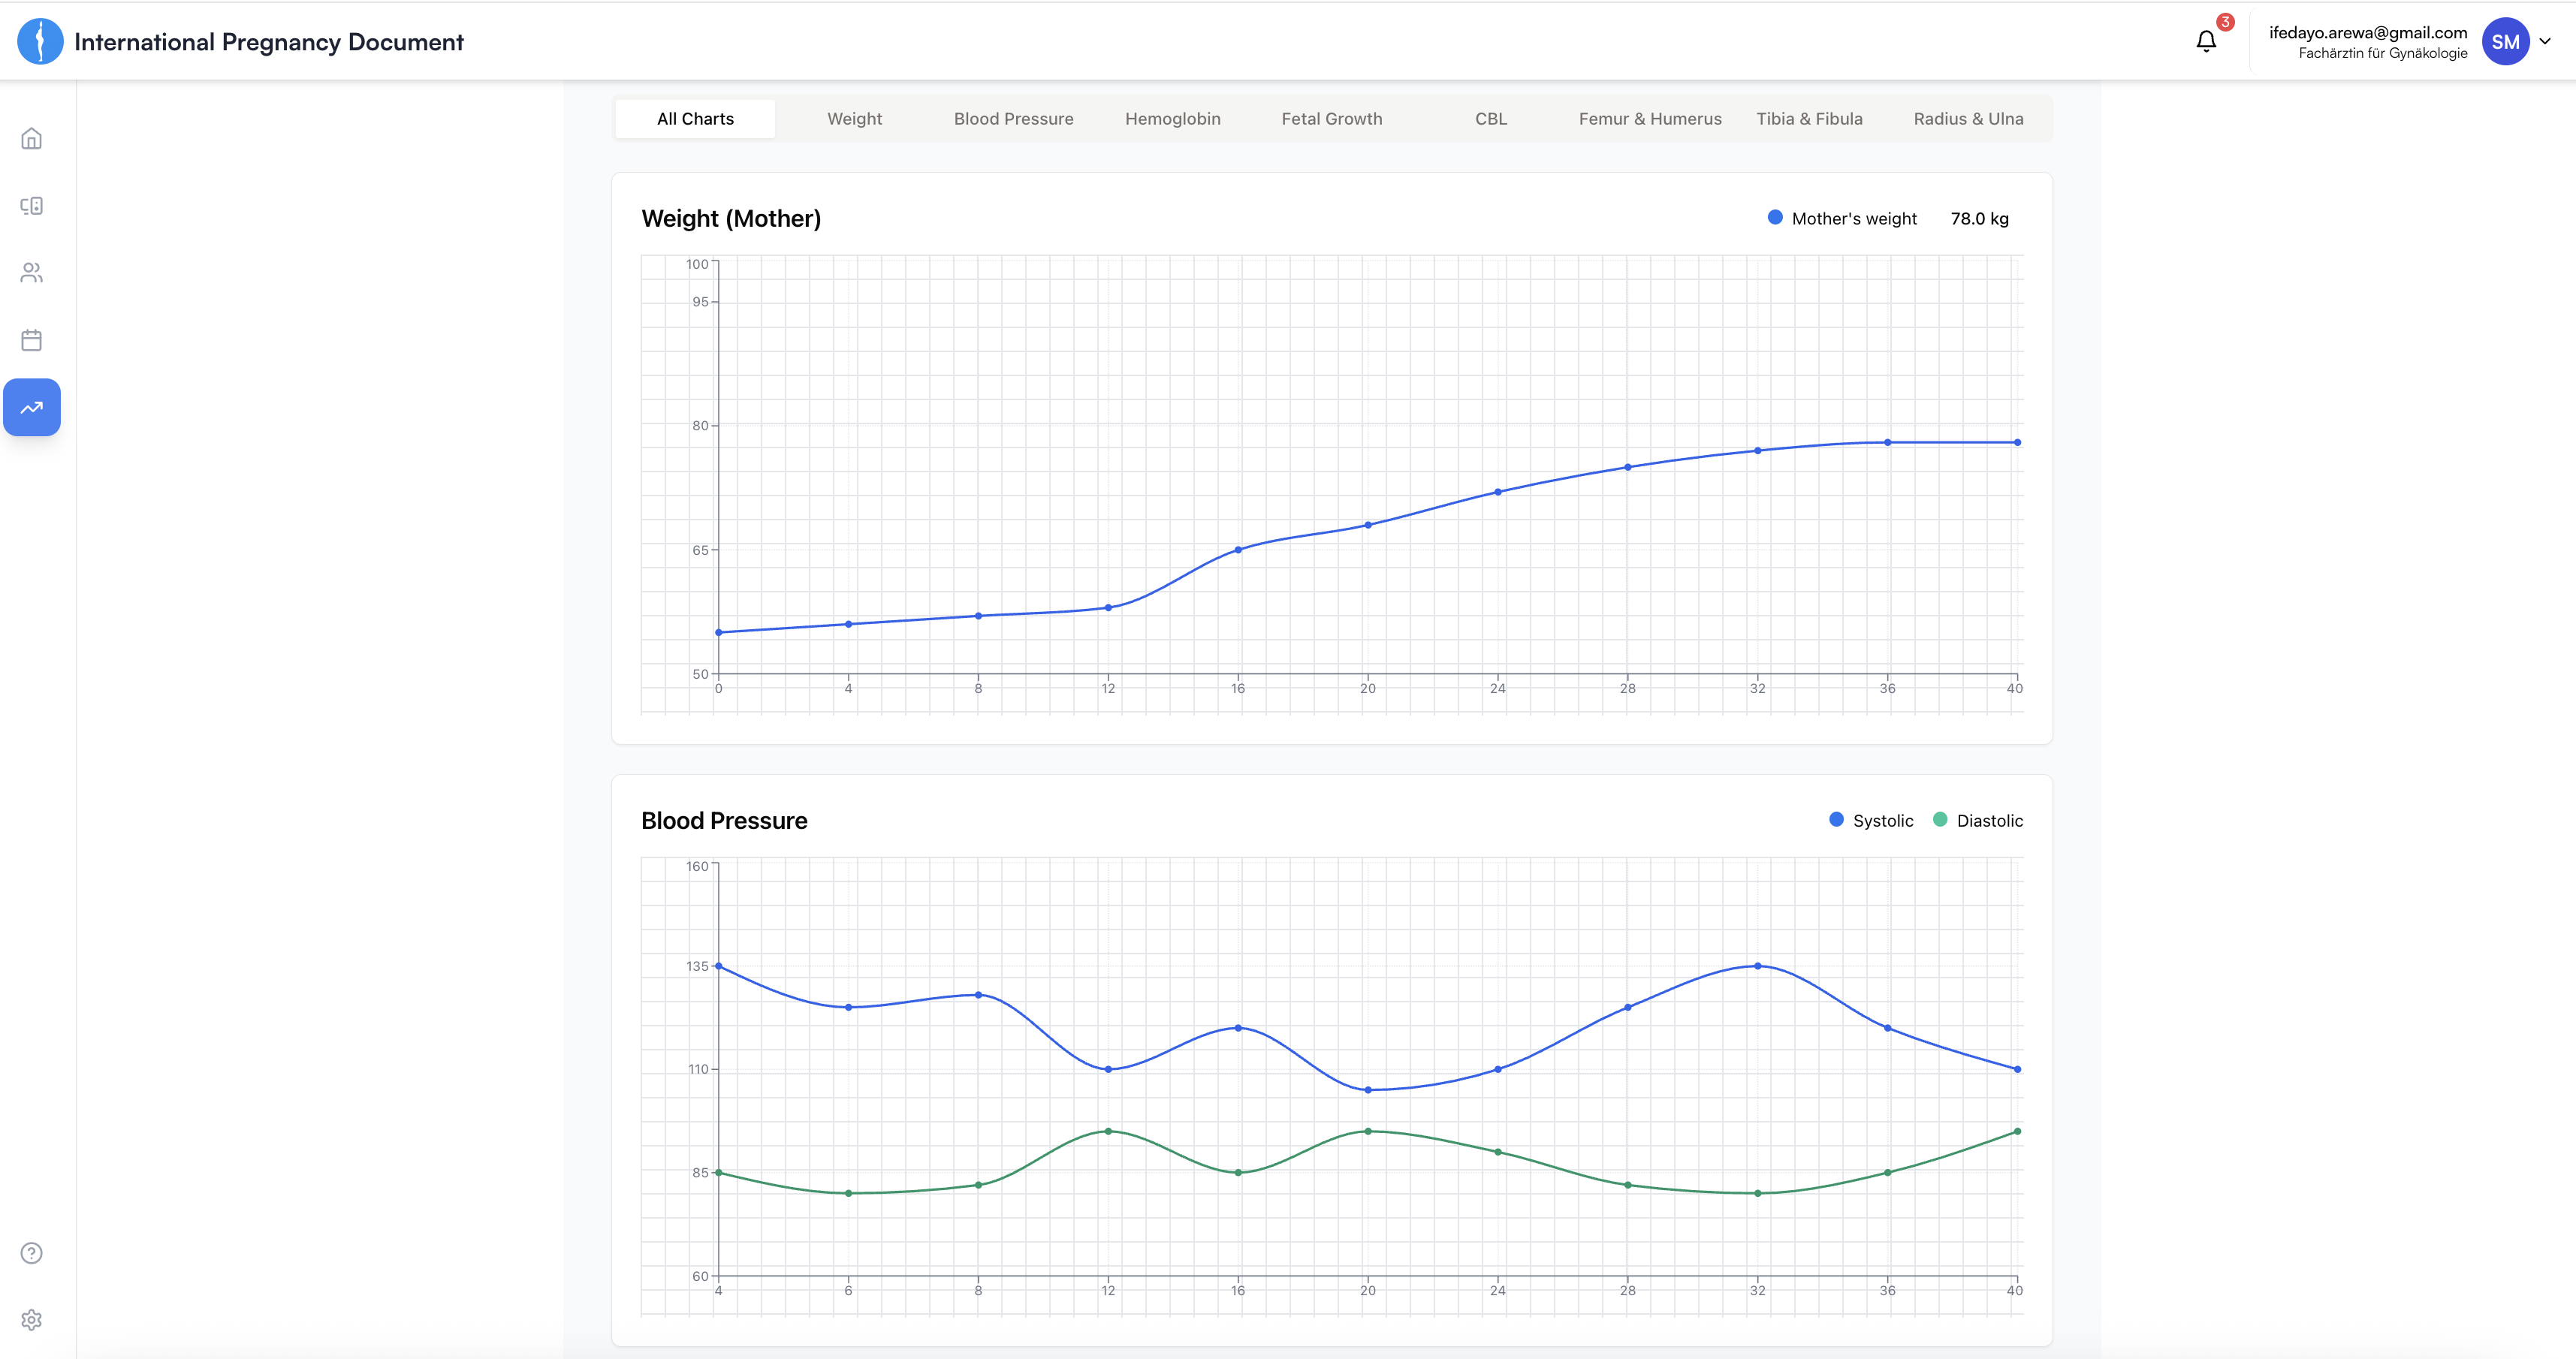 International Pregnancy Document
3
ifedayo.arewa@gmail.com
Fachärztin für Gynäkologie
SM
All Charts Weight Blood Pressure Hemoglobin Fetal Growth CBL Femur & Humerus Tibia & Fibula Radius & Ulna
Weight (Mother)
Mother's weight 78.0 kg
100
95
80
65
50
0 4 8 12 16 20 24 28 32 36 40
Blood Pressure
Systolic Diastolic
160
135
110
85
60
4 6 8 12 16 20 24 28 32 36 40